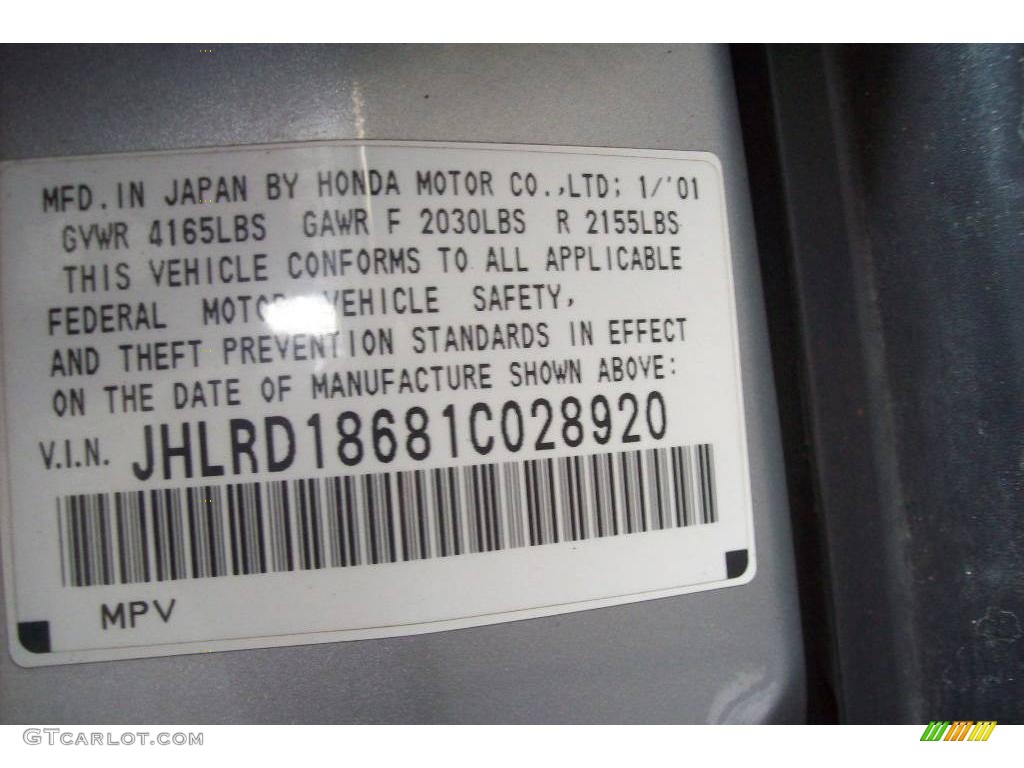 MFD. IN JAPAN BY HONDA MOTOR CO.,LTD; 1/'01
GVWR 4165LBS GAWR F 2030LBS R 2155LBS
THIS VEHICLE CONFORMS TO ALL APPLICABLE
FEDERAL MOTOR VEHICLE SAFETY,
AND THEFT PREVENTION STANDARDS IN EFFECT
ON THE DATE OF MANUFACTURE SHOWN ABOVE:
V.I.N. JHLRD18681C028920
MPV
GTcarlot.com